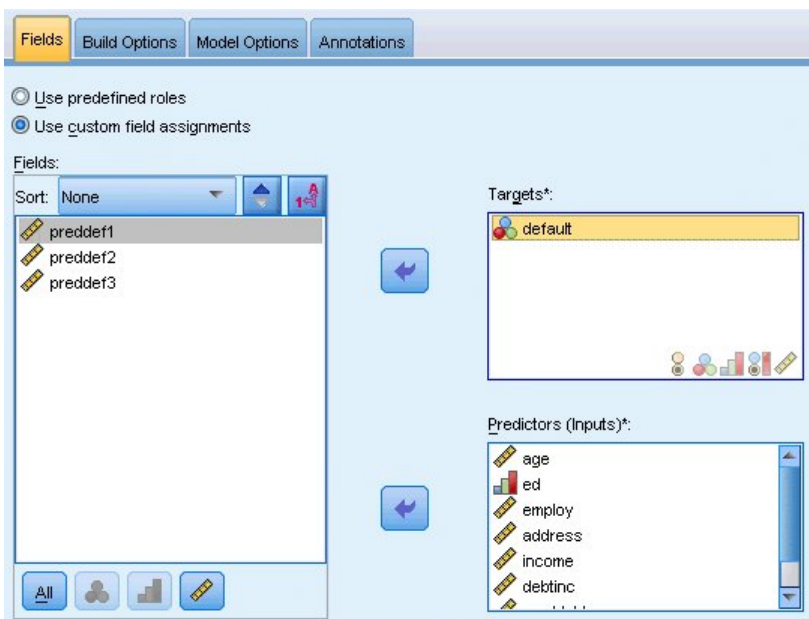 Fields Build Options Model Options Annotations
Use predefined roles
Use custom field assignments
Fields:
Sort: None
preddef1
preddef2
preddef3
All
Targets*:
default
Predictors (Inputs)*:
age
ed
employ
address
income
debtinc